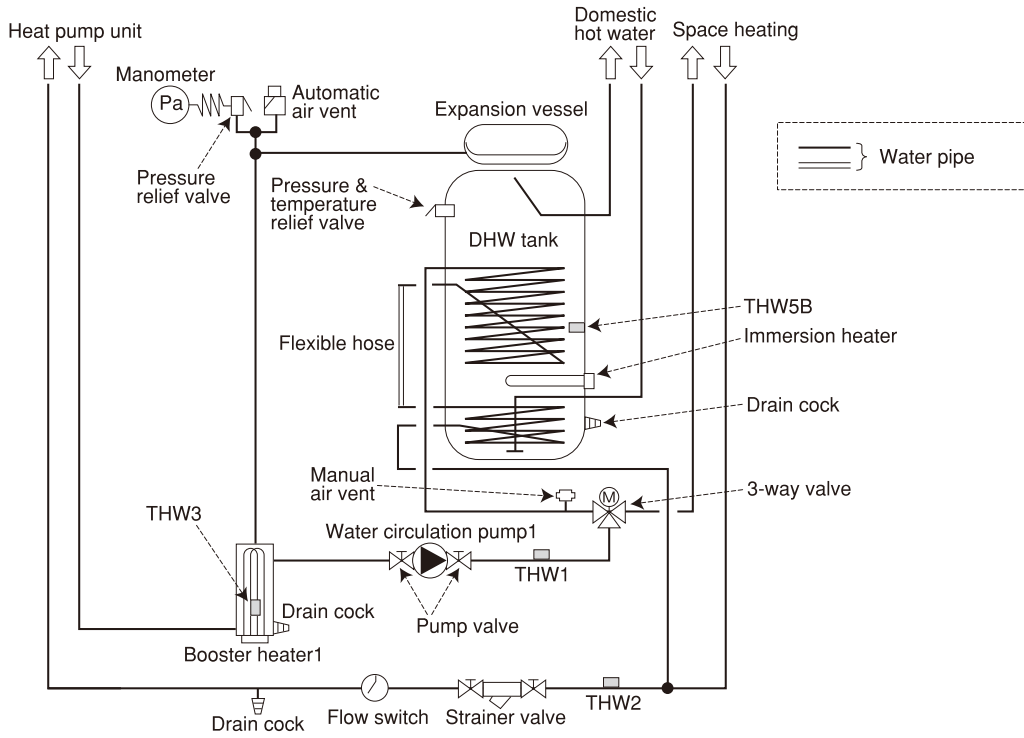 Heat pump unit
Domestic
hot water
Space heating
Manometer
Pa
Automatic
air vent
Expansion vessel
Water pipe
Pressure
relief valve
Pressure &
temperature
relief valve
DHW tank
THW5B
Flexible hose
Immersion heater
Drain cock
Manual
air vent
M
3-way valve
THW3
Water circulation pump1
THW1
Drain cock
Pump valve
Booster heater1
THW2
Drain cock
Flow switch
Strainer valve